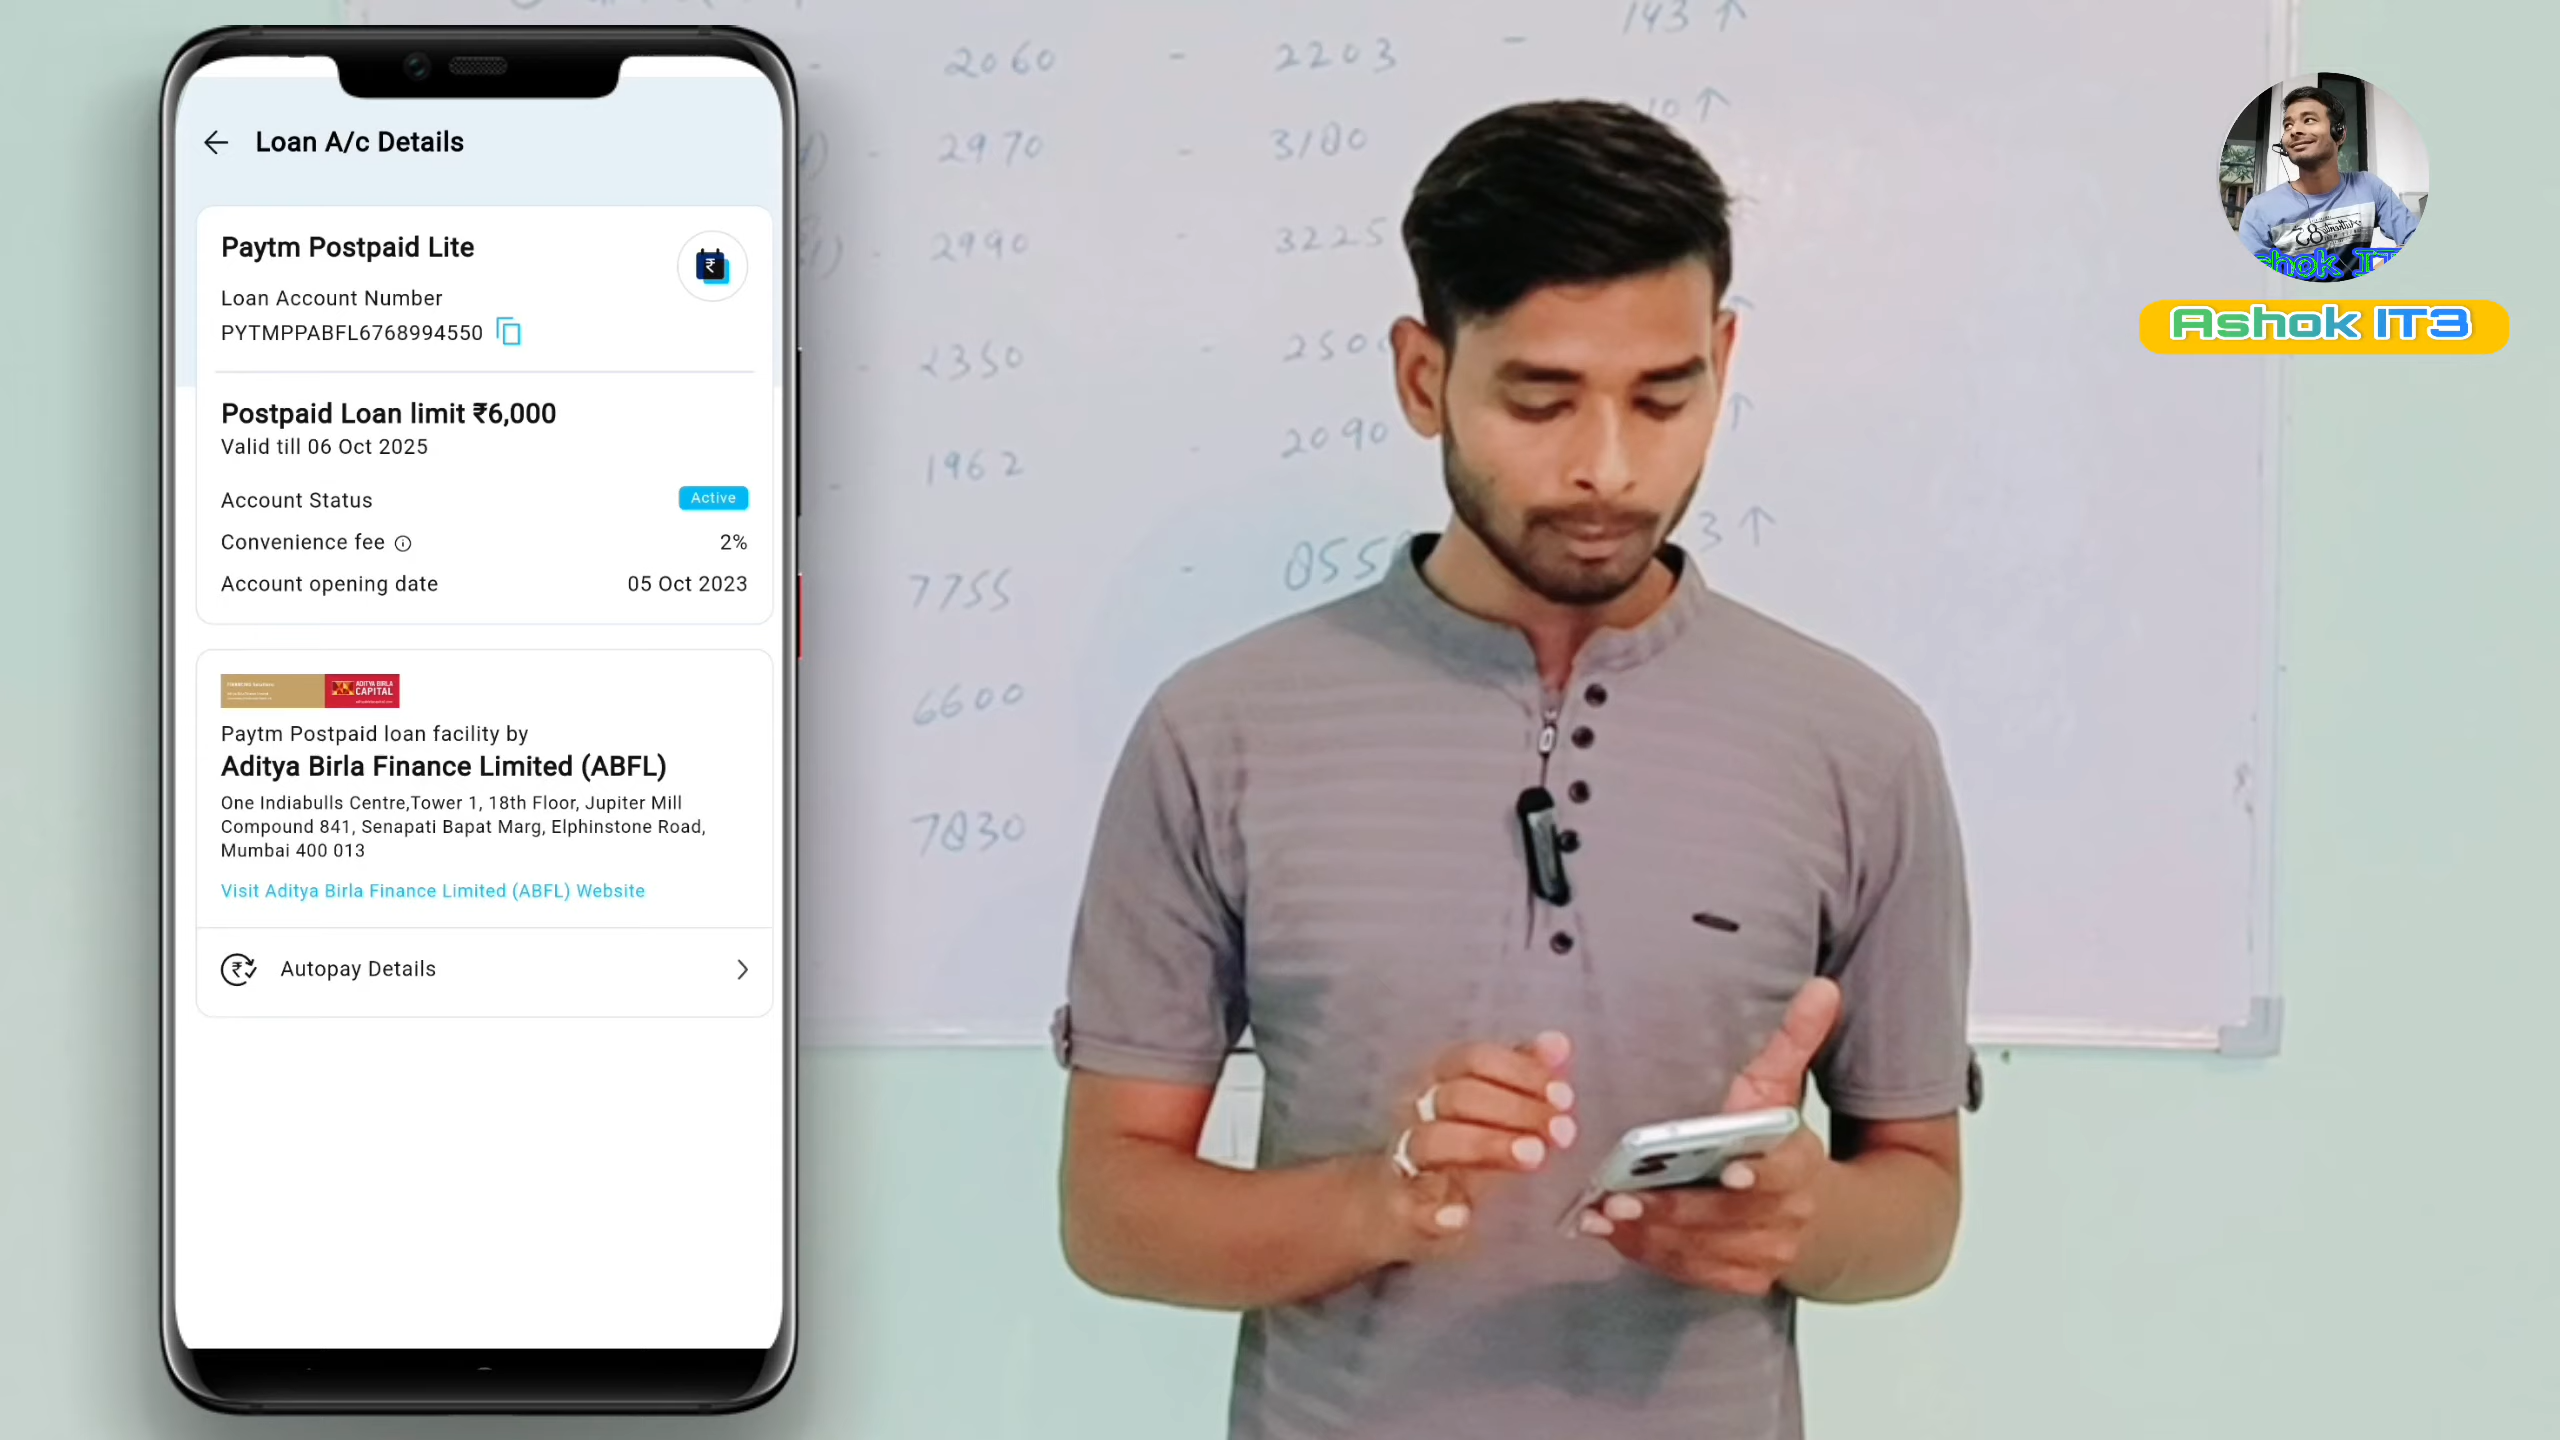 Loan A/c Details
Paytm Postpaid Lite
Loan Account Number
PYTMPPABFL6768994550
Postpaid Loan limit ₹6,000
Valid till 06 Oct 2025
Account Status Active
Convenience fee 2%
Account opening date 05 Oct 2023
ADITYA BIRLA
CAPITAL
Paytm Postpaid loan facility by
Aditya Birla Finance Limited (ABFL)
One Indiabulls Centre,Tower 1, 18th Floor, Jupiter Mill
Compound 841, Senapati Bapat Marg, Elphinstone Road,
Mumbai 400 013
Visit Aditya Birla Finance Limited (ABFL) Website
Autopay Details
- 2060 - 2203 - 143 ↑
- 2970 - 3180
- 2990 - 3225
- 2350 - 250
- 1962 - 2090
7755 - 855 3 ↑
6600
7830
Ashok IT3